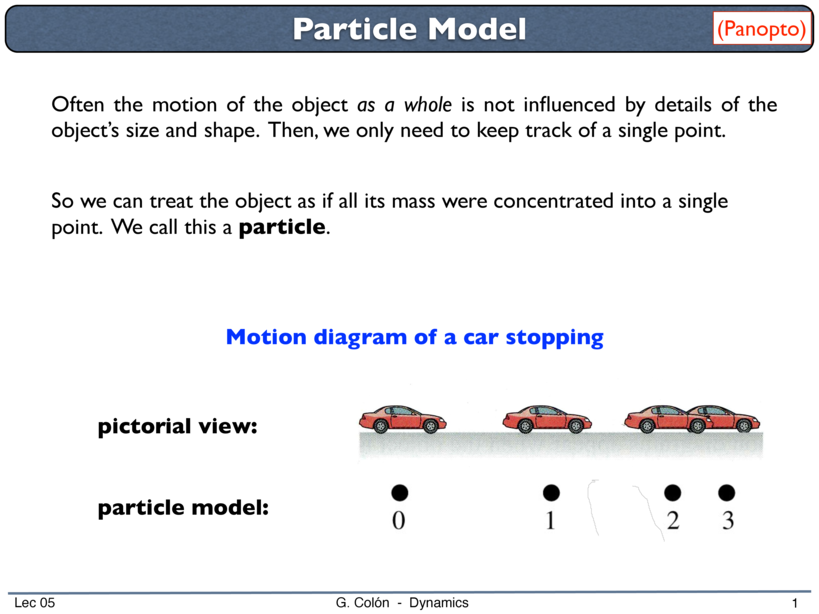 Particle Model
(Panopto)
Often the motion of the object as a whole is not influenced by details of the
object's size and shape. Then, we only need to keep track of a single point.
So we can treat the object as if all its mass were concentrated into a single
point. We call this a particle.
Motion diagram of a car stopping
pictorial view:
particle model:
0 1 2 3
Lec 05 G. Colón - Dynamics 1